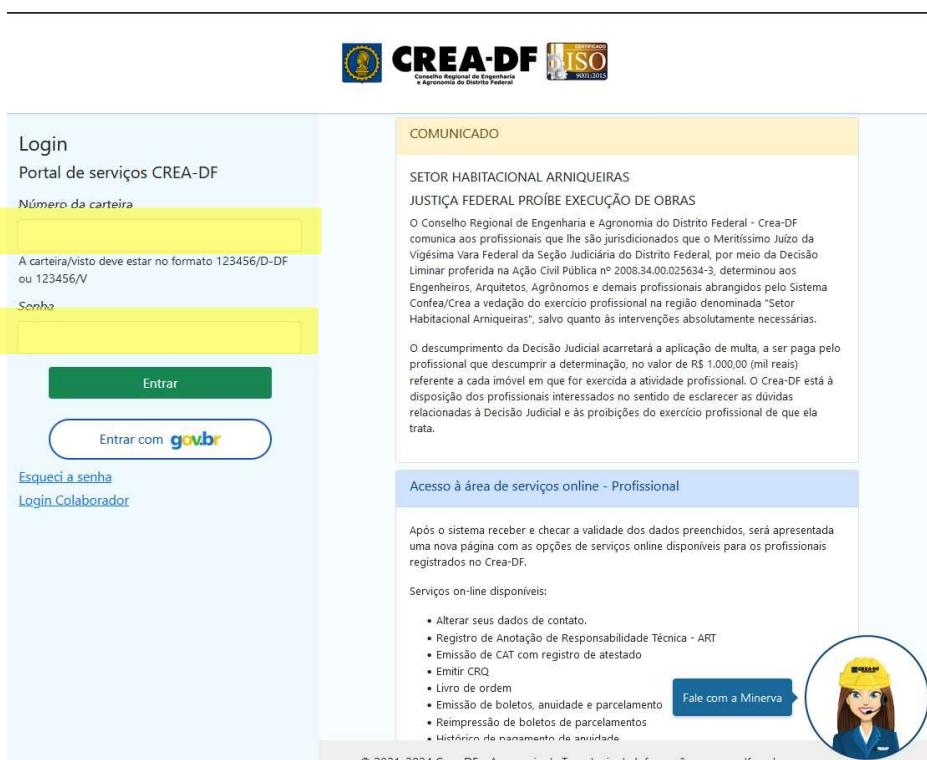 CREA-DF
Conselho Regional de Engenharia
e Agronomia do Distrito Federal
CERTIFICADO
ISO
9001:2015
Login
Portal de serviços CREA-DF
Número da carteira
A carteira/visto deve estar no formato 123456/D-DF
ou 123456/V
Senha
Entrar
Entrar com gov.br
Esqueci a senha
Login Colaborador
COMUNICADO
SETOR HABITACIONAL ARNIQUEIRAS
JUSTIÇA FEDERAL PROÍBE EXECUÇÃO DE OBRAS
O Conselho Regional de Engenharia e Agronomia do Distrito Federal - Crea-DF
comunica aos profissionais que lhe são jurisdicionados que o Meritíssimo Juízo da
Vigésima Vara Federal da Seção Judiciária do Distrito Federal, por meio da Decisão
Liminar proferida na Ação Civil Pública nº 2008.34.00.025634-3, determinou aos
Engenheiros, Arquitetos, Agrônomos e demais profissionais abrangidos pelo Sistema
Confea/Crea a vedação do exercício profissional na região denominada "Setor
Habitacional Arniqueiras", salvo quanto às intervenções absolutamente necessárias.
O descumprimento da Decisão Judicial acarretará a aplicação de multa, a ser paga pelo
profissional que descumprir a determinação, no valor de R$ 1.000,00 (mil reais)
referente a cada imóvel em que for exercida a atividade profissional. O Crea-DF está à
disposição dos profissionais interessados no sentido de esclarecer as dúvidas
relacionadas à Decisão Judicial e às proibições do exercício profissional de que ela
trata.
Acesso à área de serviços online - Profissional
Após o sistema receber e checar a validade dos dados preenchidos, será apresentada
uma nova página com as opções de serviços online disponíveis para os profissionais
registrados no Crea-DF.
Serviços on-line disponíveis:
• Alterar seus dados de contato.
• Registro de Anotação de Responsabilidade Técnica - ART
• Emissão de CAT com registro de atestado
• Emitir CRQ
• Livro de ordem
• Emissão de boletos, anuidade e parcelamento
• Reimpressão de boletos de parcelamentos
• Histórico de pagamento de anuidade
Fale com a Minerva